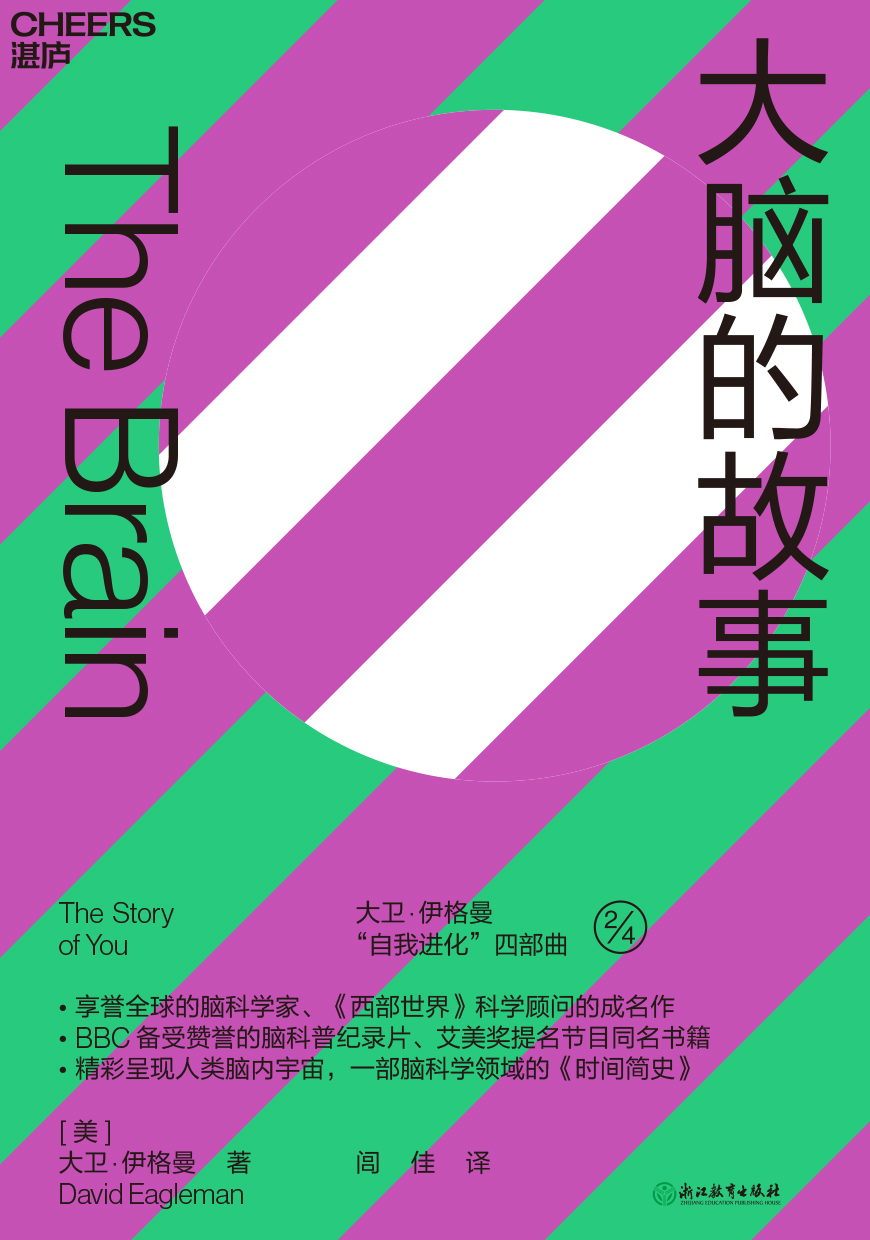 CHEERS
湛庐
大脑的故事
The Brain
The Story
of You
大卫·伊格曼
“自我进化”四部曲
2/4
• 享誉全球的脑科学家、《西部世界》科学顾问的成名作
• BBC 备受赞誉的脑科普纪录片、艾美奖提名节目同名书籍
• 精彩呈现人类脑内宇宙，一部脑科学领域的《时间简史》
[ 美 ]
大卫·伊格曼 著 闾 佳 译
David Eagleman
浙江教育出版社
ZHEJIANG EDUCATION PUBLISHING HOUSE